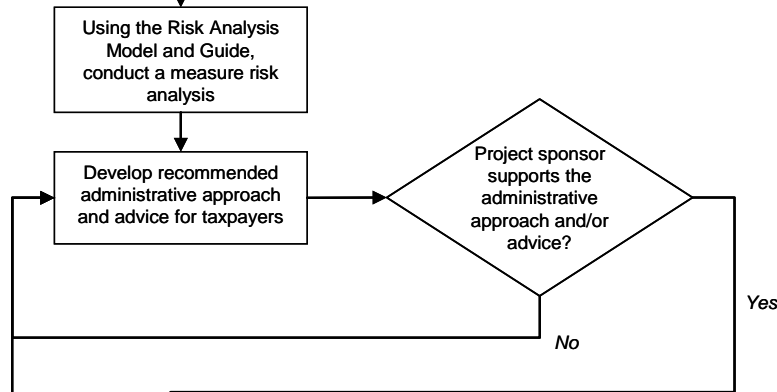 Using the Risk Analysis
Model and Guide,
conduct a measure risk
analysis
Develop recommended
administrative approach
and advice for taxpayers
Project sponsor
supports the
administrative
approach and/or
advice?
Yes
No